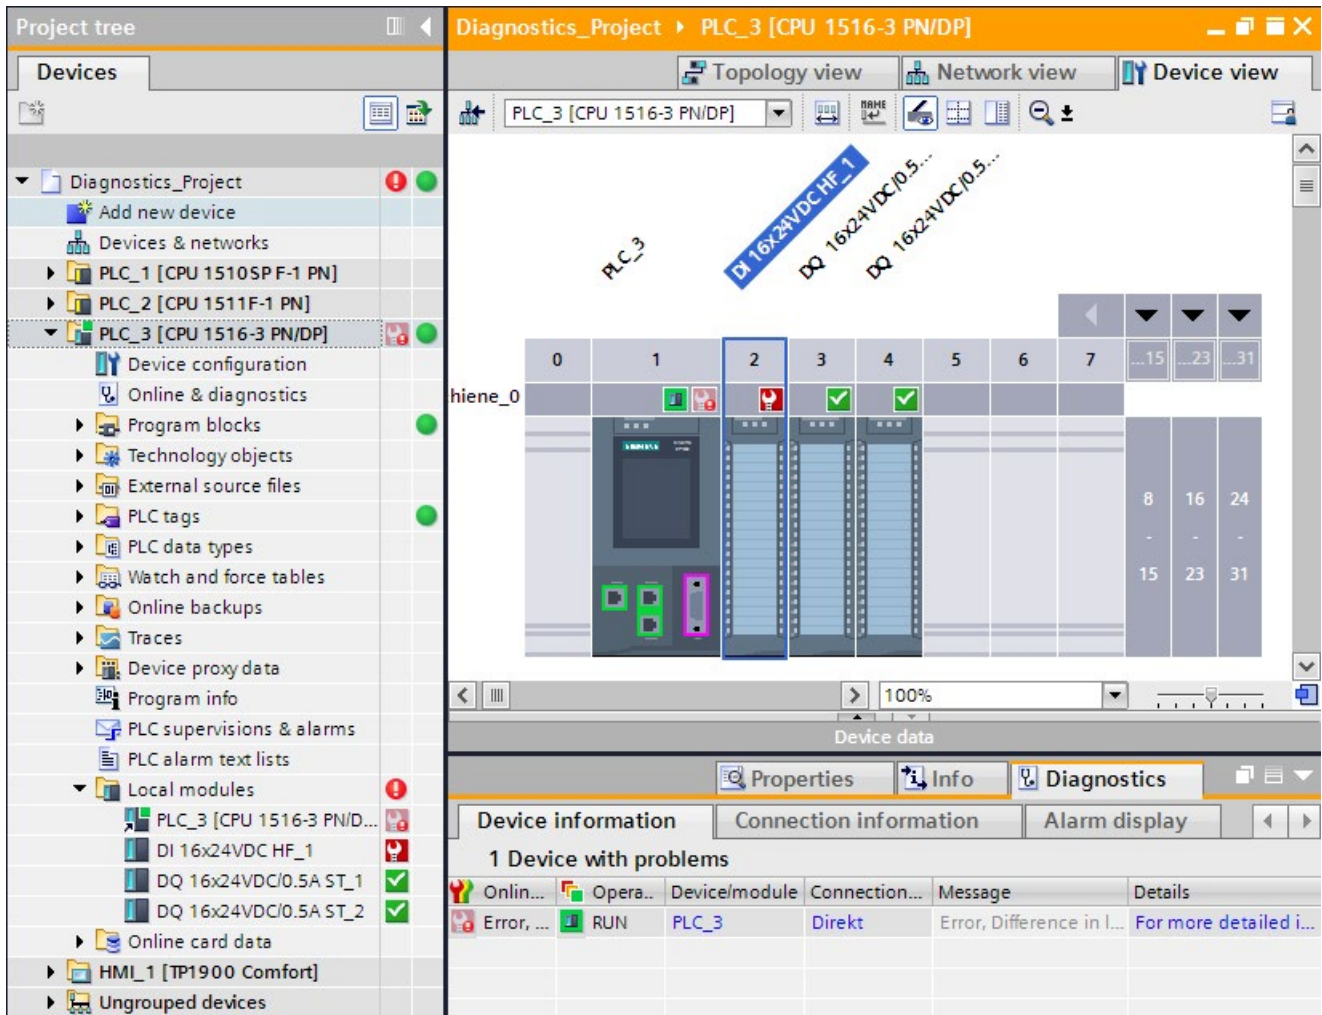 Project tree
Devices
Diagnostics_Project
Add new device
Devices & networks
PLC_1 [CPU 1510SP F-1 PN]
PLC_2 [CPU 1511F-1 PN]
PLC_3 [CPU 1516-3 PN/DP]
Device configuration
Online & diagnostics
Program blocks
Technology objects
External source files
PLC tags
PLC data types
Watch and force tables
Online backups
Traces
Device proxy data
Program info
PLC supervisions & alarms
PLC alarm text lists
Local modules
PLC_3 [CPU 1516-3 PN/D...
DI 16x24VDC HF_1
DQ 16x24VDC/0.5A ST_1
DQ 16x24VDC/0.5A ST_2
Online card data
HMI_1 [TP1900 Comfort]
Ungrouped devices
Diagnostics_Project PLC_3 [CPU 1516-3 PN/DP]
Topology view Network view Device view
PLC_3 [CPU 1516-3 PN/DP] NAME
PLC_3
DI 16x24VDC HF_1
DQ 16x24VDC/0.5...
DQ 16x24VDC/0.5...
0 1 2 3 4 5 6 7 ...15 ...23 ...31
hiene_0
SIEMENS
8 16 24
- - -
15 23 31
100%
Device data
Properties Info Diagnostics
Device information Connection information Alarm display
1 Device with problems
Onlin... Opera.. Device/module Connection... Message Details
Error, ... RUN PLC_3 Direkt Error, Difference in l... For more detailed i...